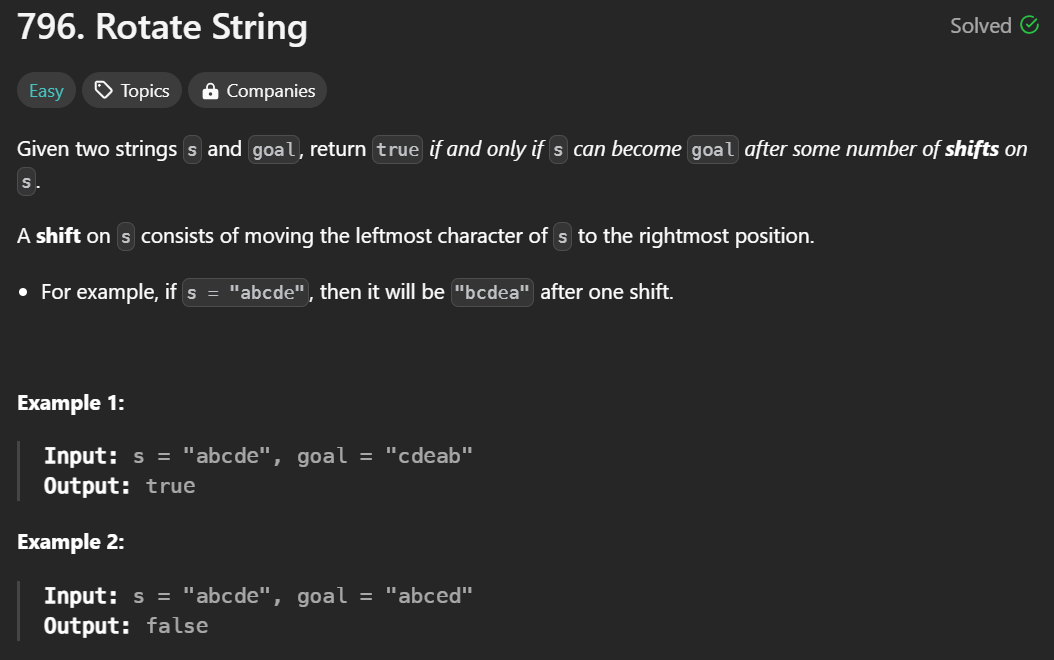 796. Rotate String
Solved
Easy
Topics
Companies
Given two strings s and goal, return true if and only if s can become goal after some number of shifts on
s.
A shift on s consists of moving the leftmost character of s to the rightmost position.
• For example, if s = "abcde", then it will be "bcdea" after one shift.
Example 1:
Input: s = "abcde", goal = "cdeab"
Output: true
Example 2:
Input: s = "abcde", goal = "abced"
Output: false